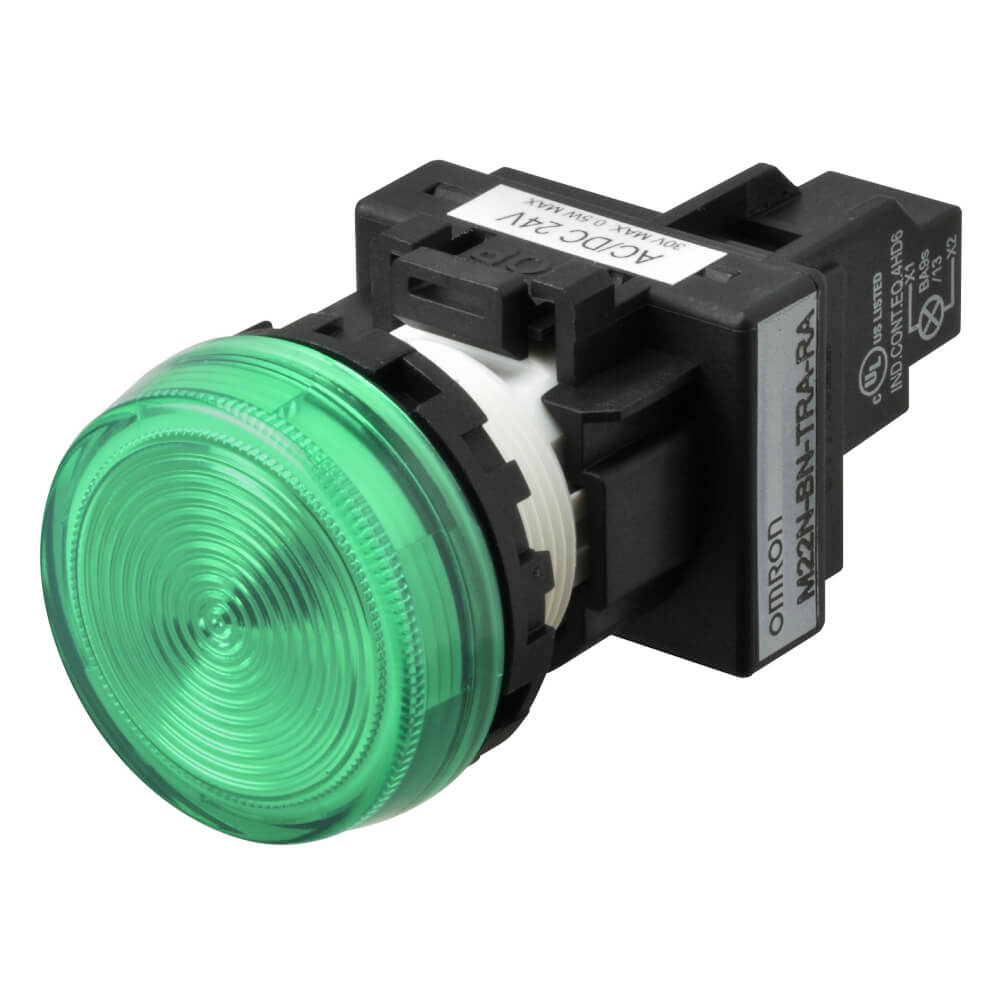 AC/DC 24V
30V MAX 0.5W MAX
TOP
OMRON
M22N-BN-TRA-RA
C UL US LISTED
IND.CONT.EQ.4HD6
X1
BA9s
/13
X2